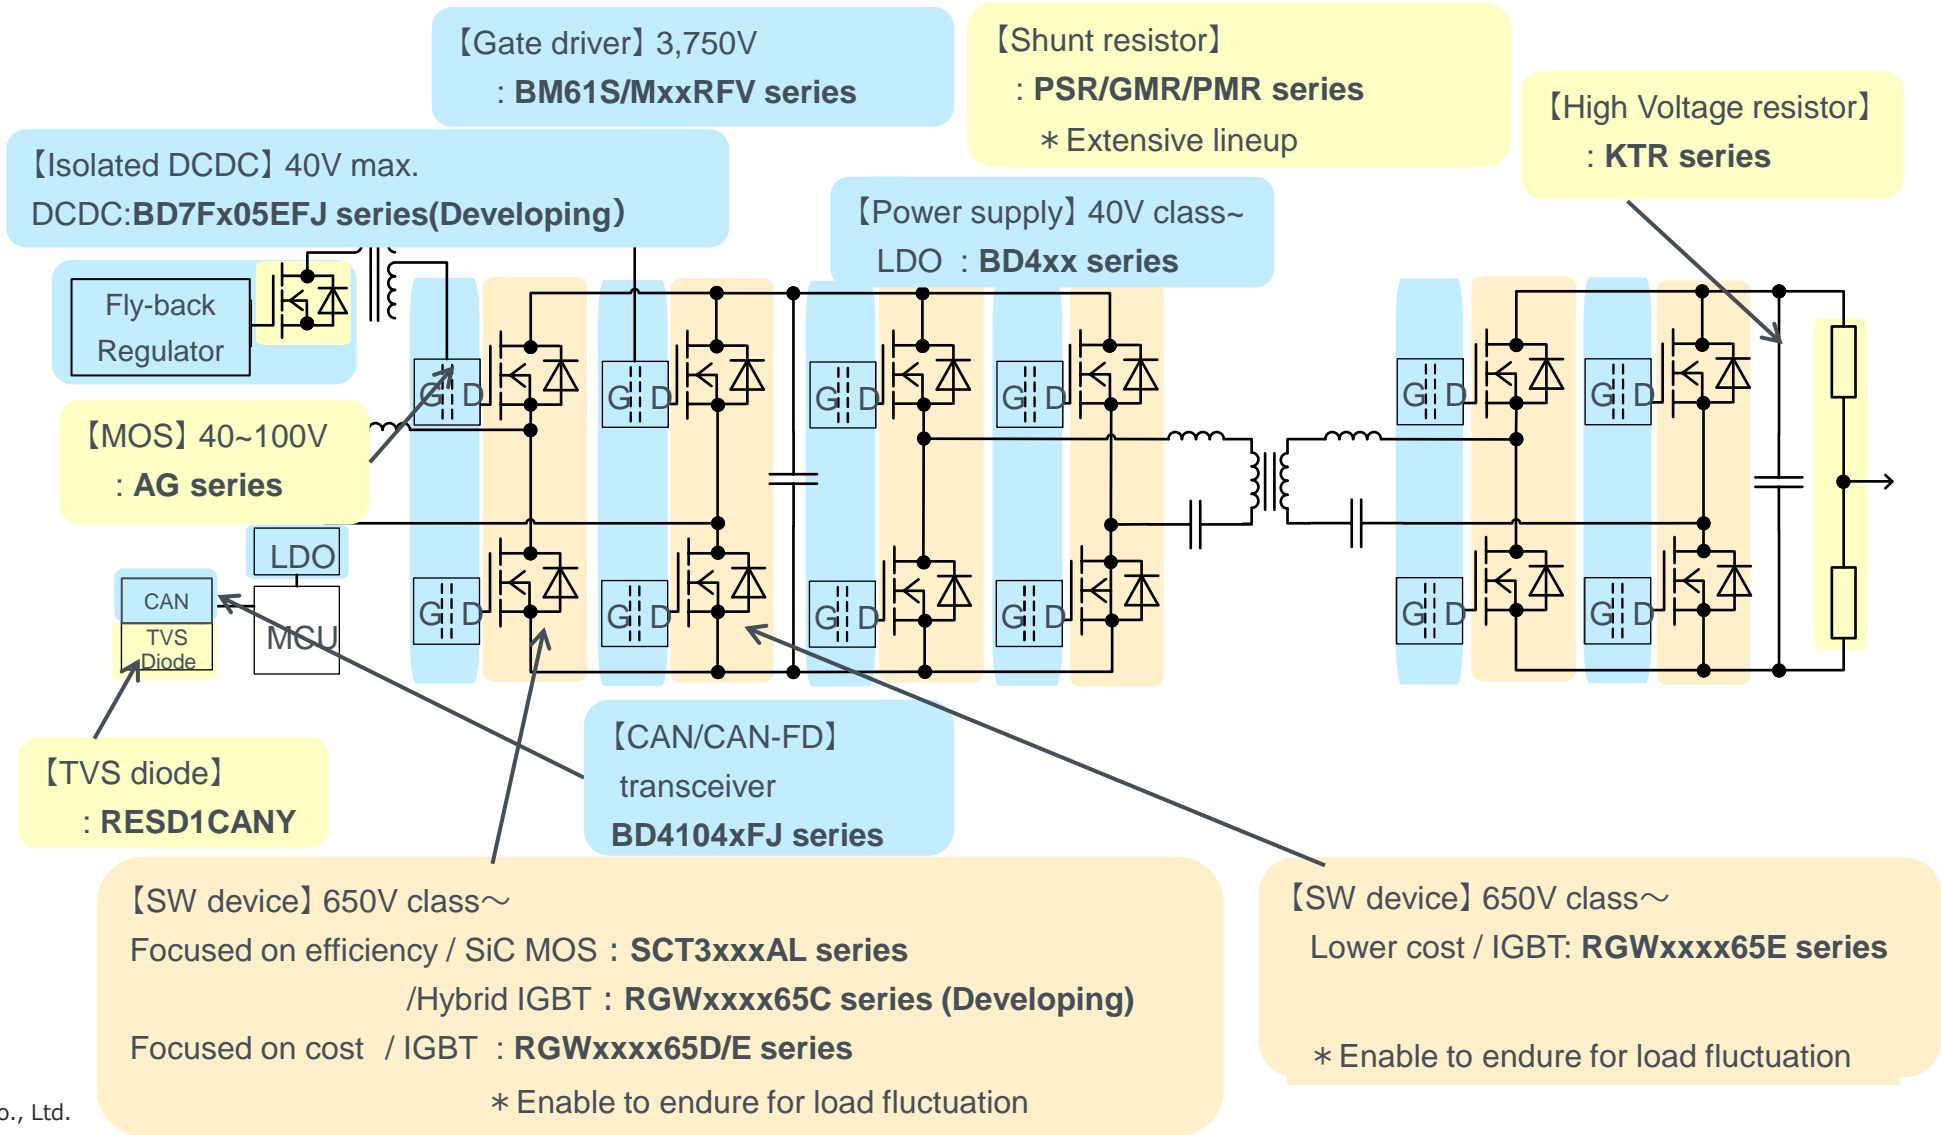 【Gate driver】 3,750V
: BM61S/MxxRFV series
【Shunt resistor】
: PSR/GMR/PMR series
＊Extensive lineup
【High Voltage resistor】
: KTR series
【Isolated DCDC】 40V max.
DCDC:BD7Fx05EFJ series(Developing）
【Power supply】 40V class~
LDO : BD4xx series
Fly-back
Regulator
G D
G D
G D
G D
G D
G D
【MOS】 40~100V
: AG series
LDO
CAN
TVS
Diode
MCU
G D
G D
G D
G D
G D
G D
【TVS diode】
: RESD1CANY
【CAN/CAN-FD】
transceiver
BD4104xFJ series
【SW device】 650V class～
Focused on efficiency / SiC MOS : SCT3xxxAL series
/Hybrid IGBT : RGWxxxx65C series (Developing)
Focused on cost / IGBT : RGWxxxx65D/E series
＊Enable to endure for load fluctuation
【SW device】 650V class～
Lower cost / IGBT: RGWxxxx65E series
＊Enable to endure for load fluctuation
o., Ltd.